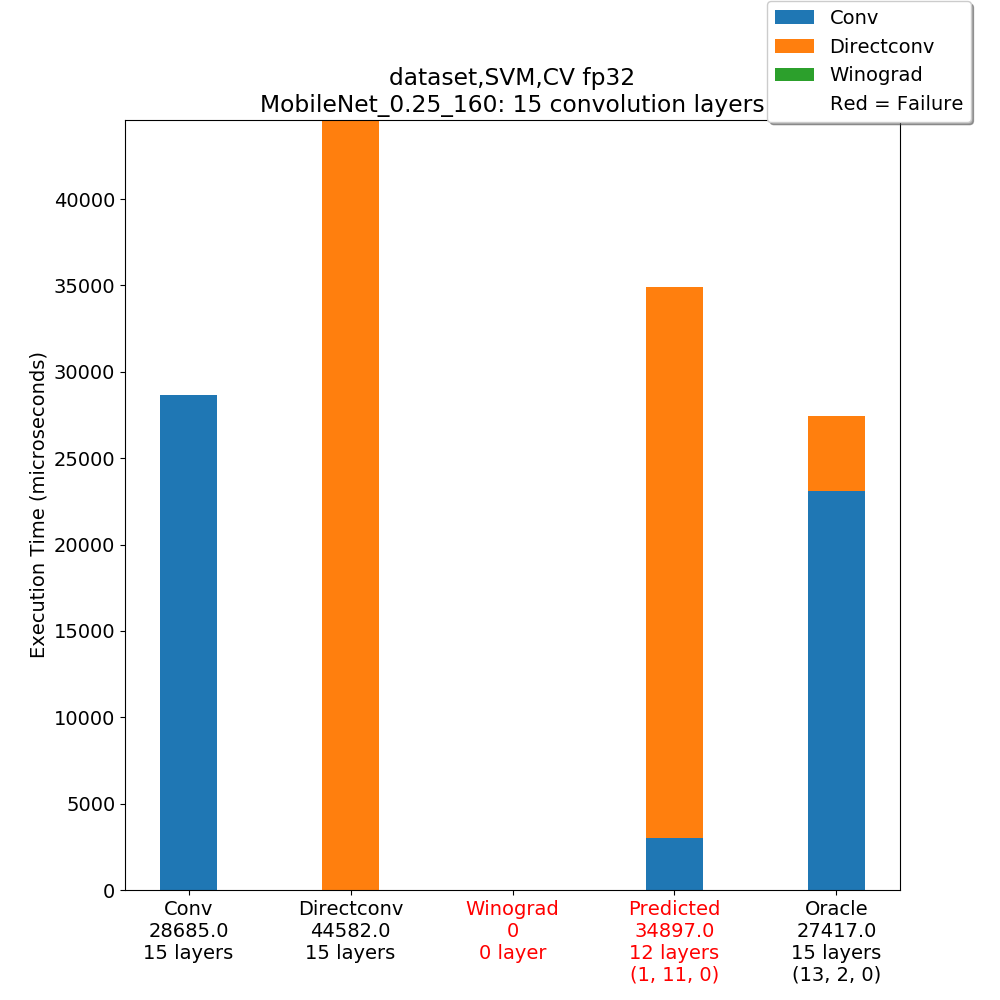 Conv
Directconv
Winograd
Red = Failure
dataset,SVM,CV fp32
MobileNet_0.25_160: 15 convolution layers
Execution Time (microseconds)
40000
35000
30000
25000
20000
15000
10000
5000
0
Conv
28685.0
15 layers
Directconv
44582.0
15 layers
Winograd
0
0 layer
Predicted
34897.0
12 layers
(1, 11, 0)
Oracle
27417.0
15 layers
(13, 2, 0)